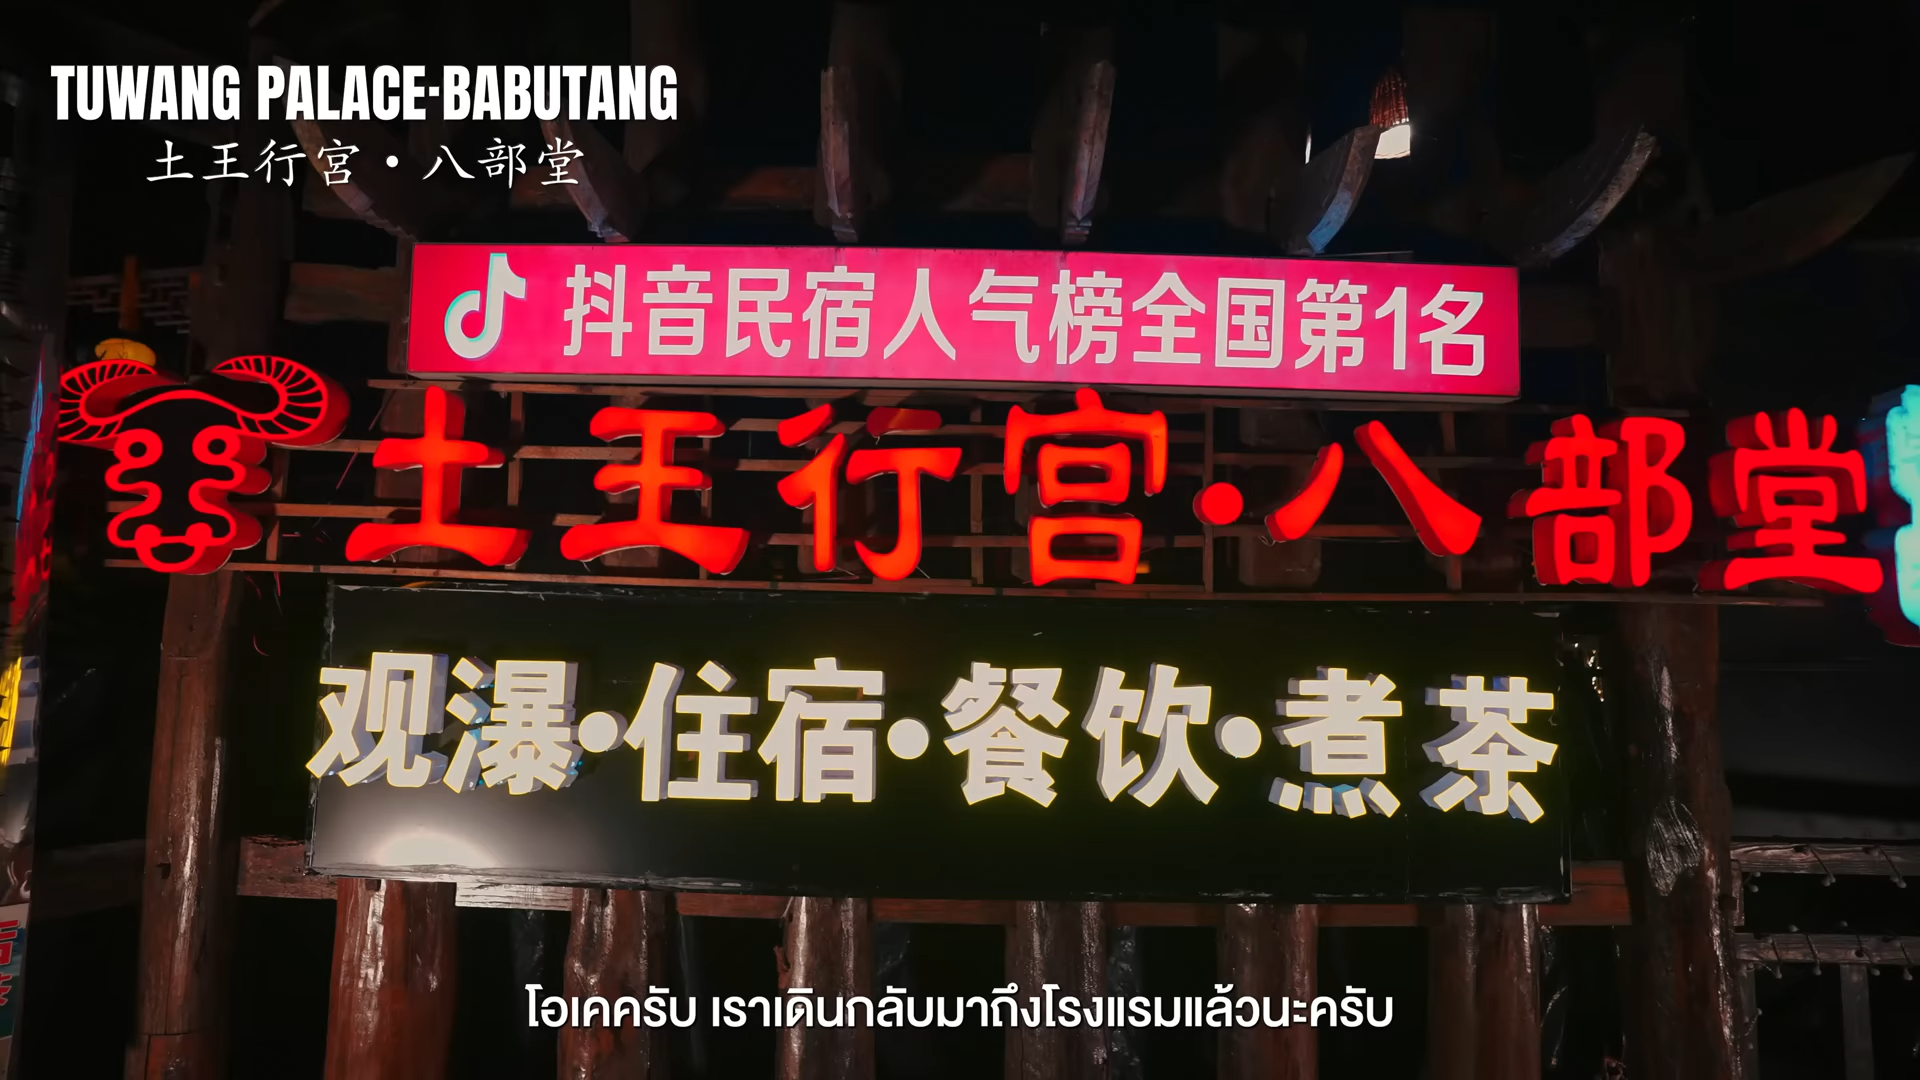 TUWANG PALACE·BABUTANG
土王行宮·八部堂
抖音民宿人气榜全国第1名
土王行宫·八部堂
观瀑·住宿·餐饮·煮茶
โอเคครับ เราเดินกลับมาถึงโรงแรมแล้วนะครับ